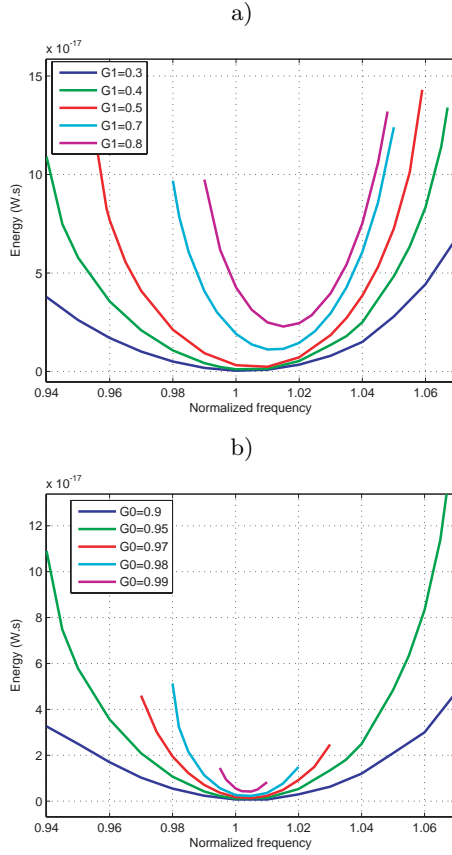 a)
x 10⁻¹⁷
G1=0.3
G1=0.4
G1=0.5
G1=0.7
G1=0.8
15
10
5
0
Energy (W.s)
0.94 0.96 0.98 1 1.02 1.04 1.06
Normalized frequency
b)
x 10⁻¹⁷
G0=0.9
G0=0.95
G0=0.97
G0=0.98
G0=0.99
12
10
8
6
4
2
0
Energy (W.s)
0.94 0.96 0.98 1 1.02 1.04 1.06
Normalized frequency